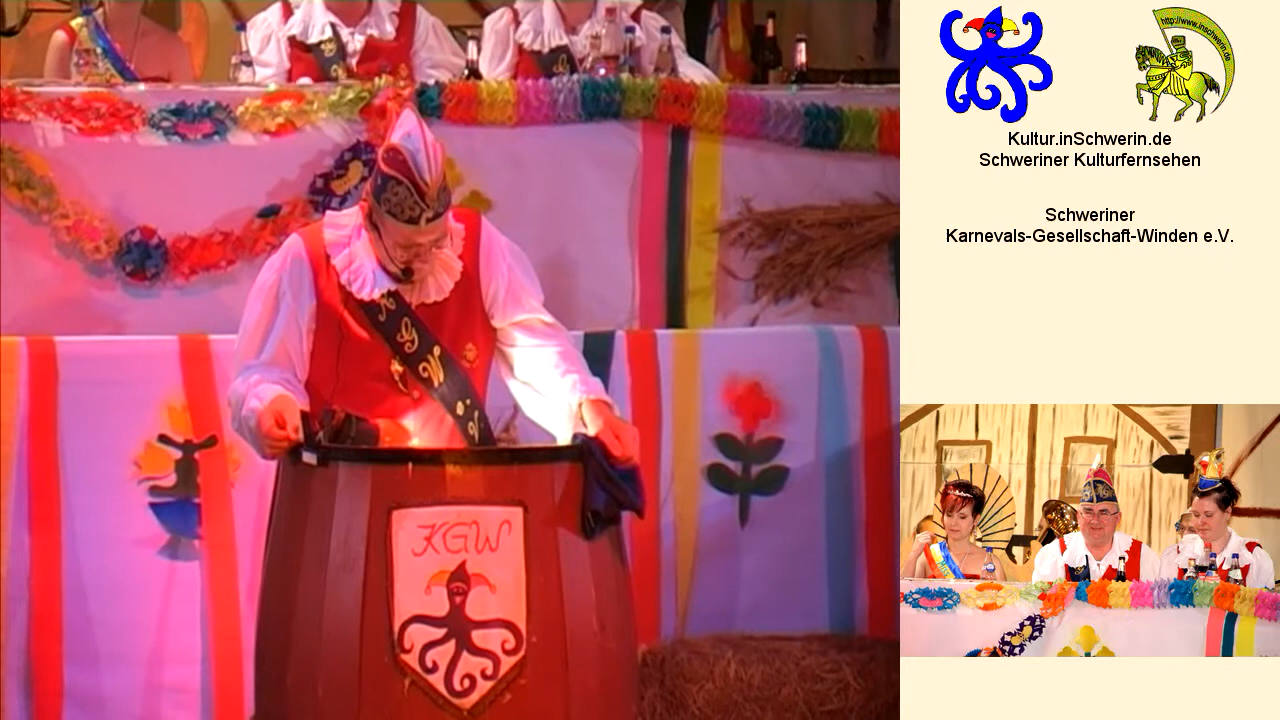 http://www.inschwerin.de
Kultur.inSchwerin.de
Schweriner Kulturfernsehen
Schweriner
Karnevals-Gesellschaft-Winden e.V.
K G W
KGW